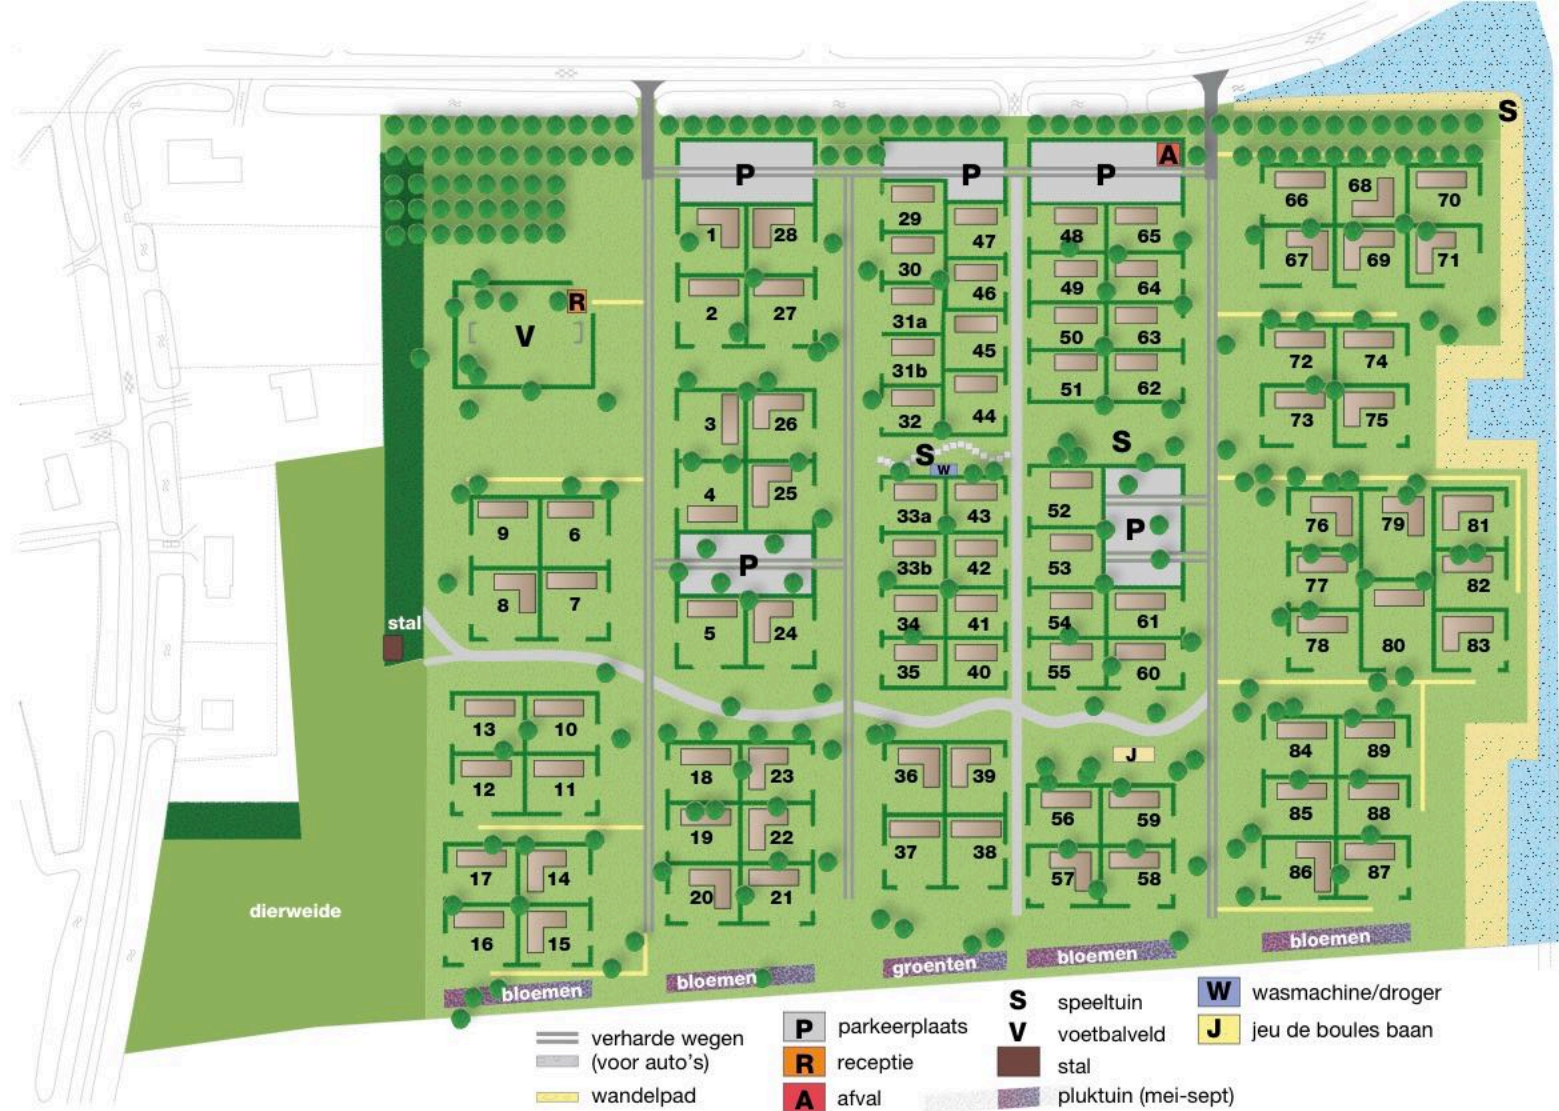 S
A
P
P
P
66
68
70
1
28
29
47
48
65
67
69
71
30
2
27
46
49
64
R
V
31a
45
50
63
72
74
31b
51
62
3
26
32
44
73
75
S
S
W
4
25
9
6
33a
43
52
P
76
79
81
P
33b
42
53
77
82
8
7
stal
5
24
34
41
54
61
78
80
83
35
40
55
60
13
10
18
23
36
39
J
84
89
12
11
19
22
37
38
56
59
85
88
17
14
20
21
57
58
86
87
dierweide
16
15
bloemen
bloemen
groenten
bloemen
bloemen
verharde wegen
(voor auto's)
wandelpad
P parkeerplaats
R receptie
A afval
S speeltuin
V voetbalveld
stal
pluktuin (mei-sept)
W wasmachine/droger
J jeu de boules baan